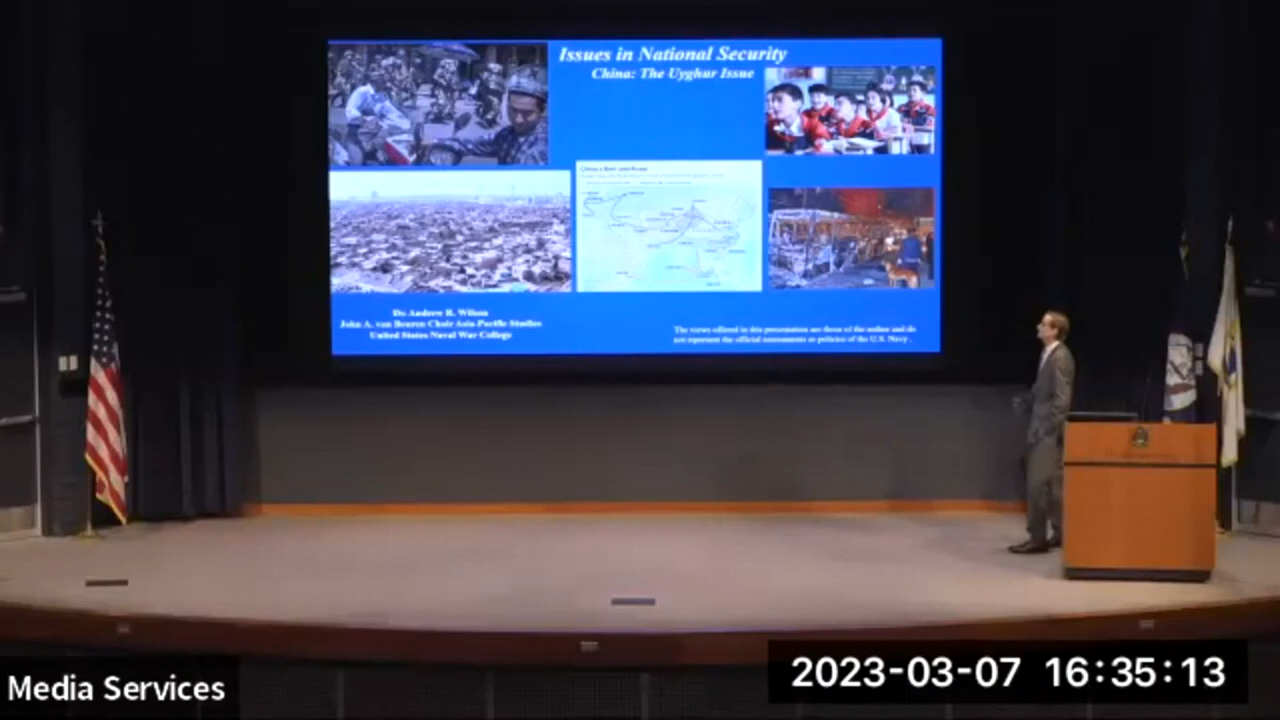 Issues in National Security
China: The Uyghur Issue
Dr. Andrew R. Wilson
John A. van Beuren Chair Asia-Pacific Studies
United States Naval War College
The views offered in this presentation are those of the author and do
not represent the official assessments or policies of the U.S. Navy .
Media Services
2023-03-07 16:35:13